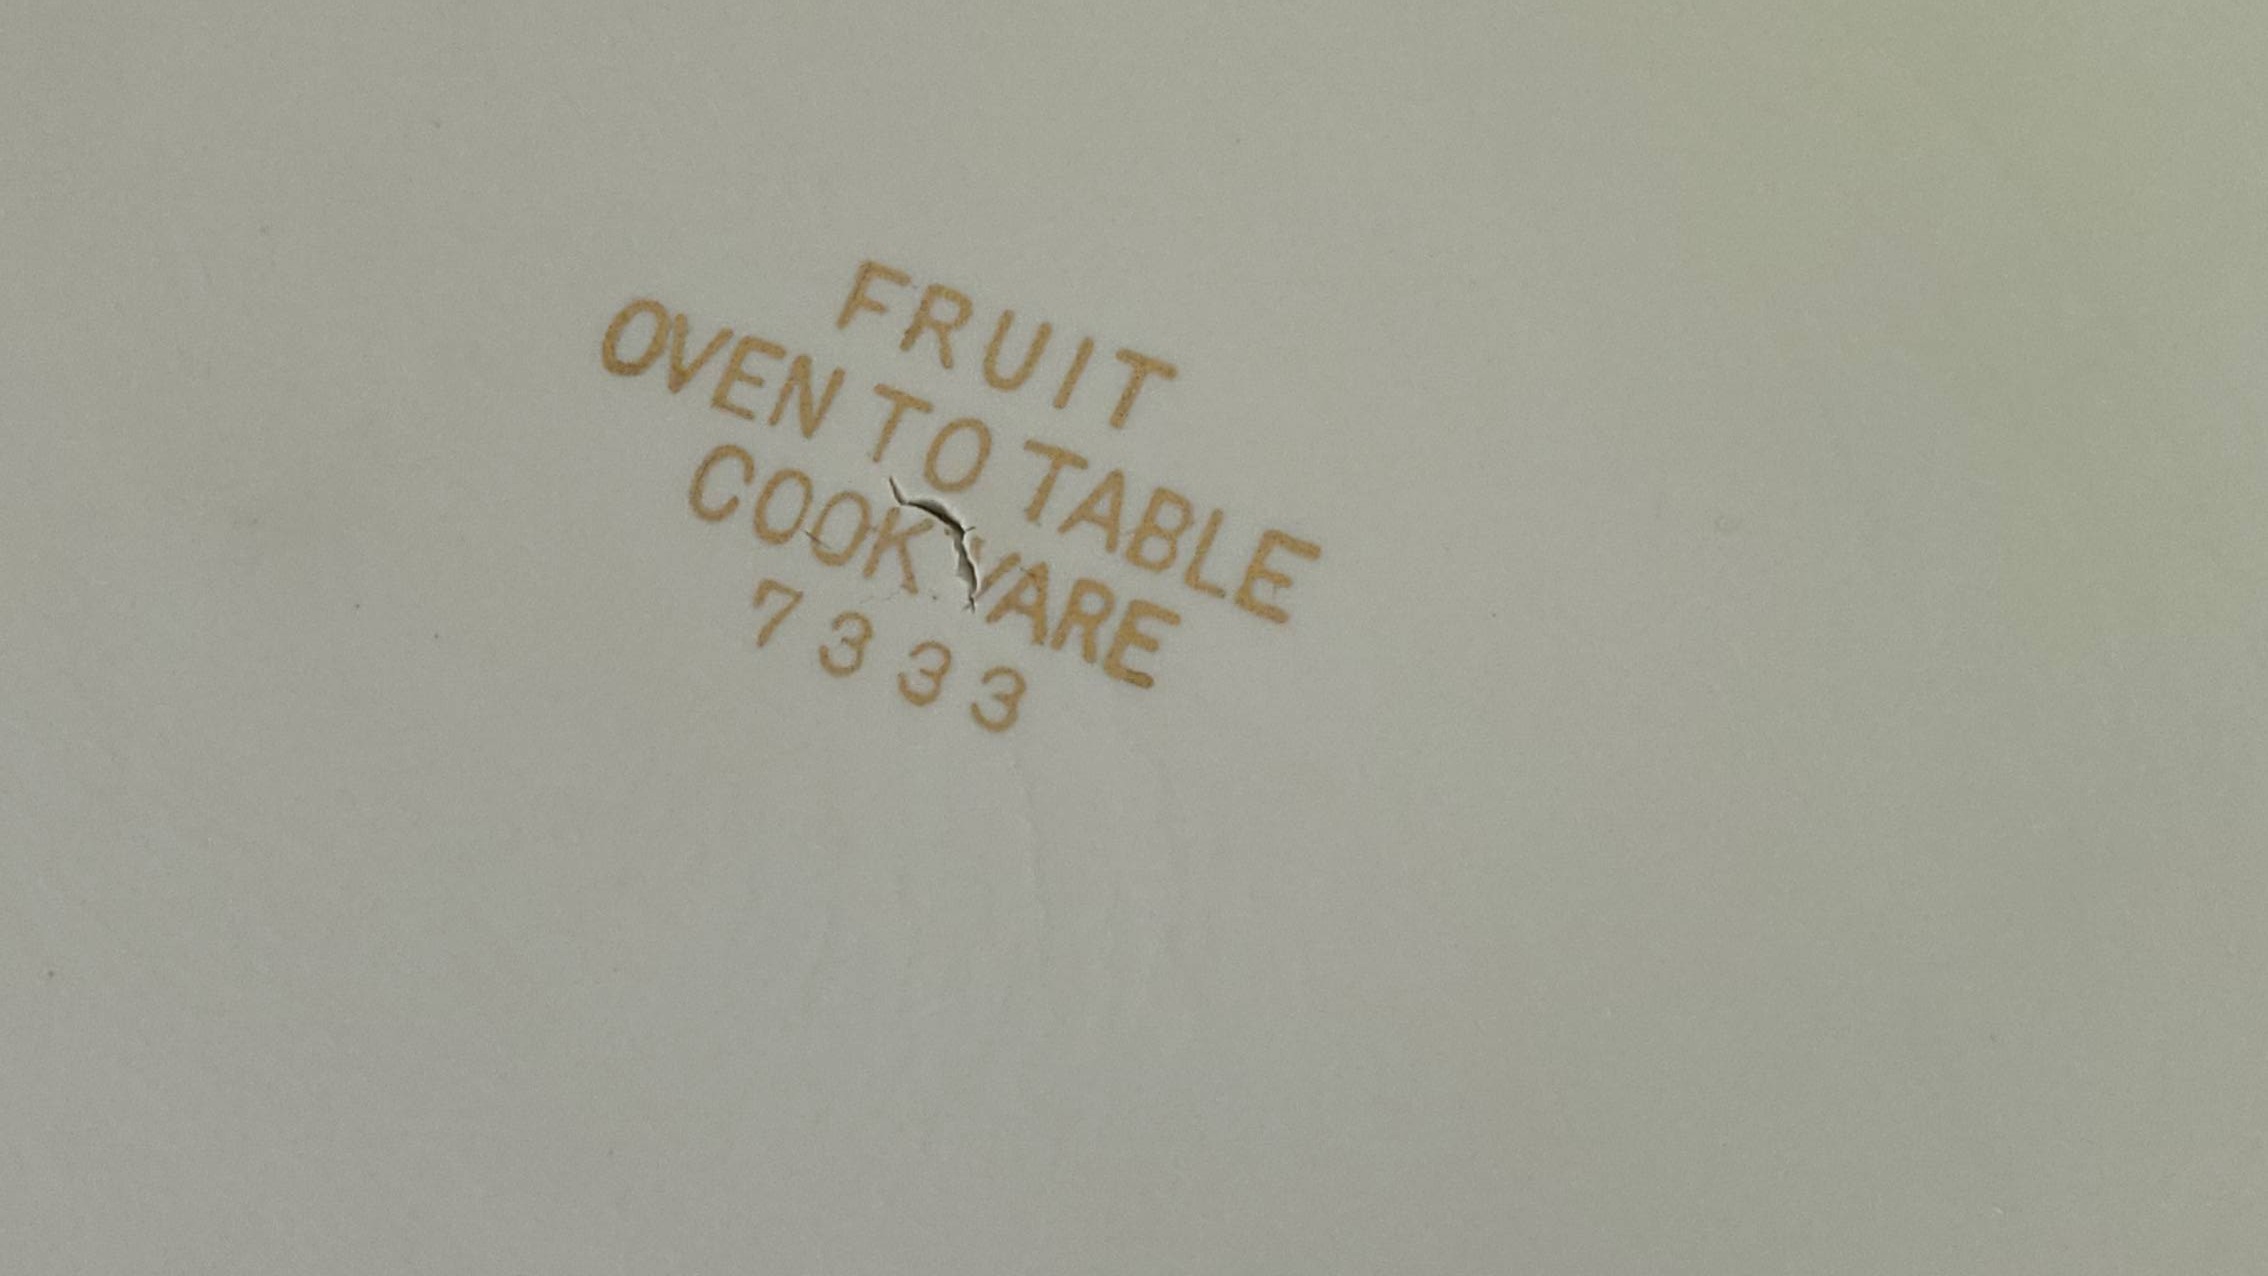 FRUIT
OVEN TO TABLE
COOKWARE
7333